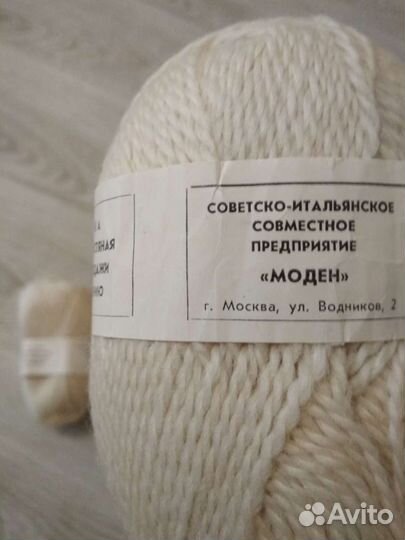 СОВЕТСКО-ИТАЛЬЯНСКОЕ
СОВМЕСТНОЕ
ПРЕДПРИЯТИЕ
«МОДЕН»
г. Москва, ул. Водников, 2
Avito